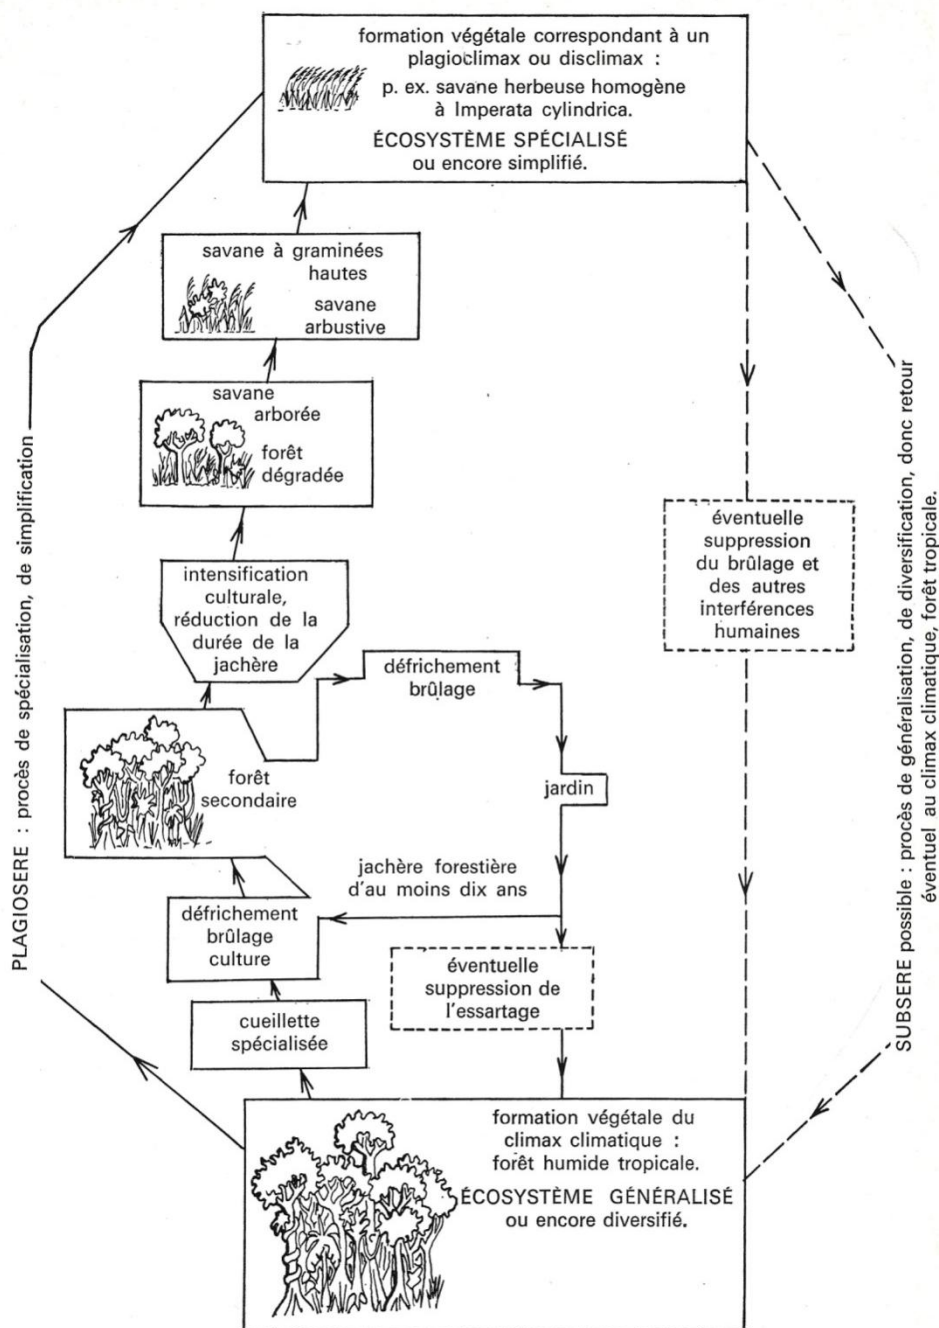 formation végétale correspondant à un
plagioclimax ou disclimax :
p. ex. savane herbeuse homogène
à Imperata cylindrica.
ÉCOSYSTÈME SPÉCIALISÉ
ou encore simplifié.
savane à graminées
hautes
savane
arbustive
savane
arborée
forêt
dégradée
intensification
culturale,
réduction de la
durée de la
jachère
défrichement
brûlage
forêt
secondaire
jardin
jachère forestière
d'au moins dix ans
défrichement
brûlage
culture
éventuelle
suppression de
l'essartage
cueillette
spécialisée
éventuelle
suppression
du brûlage et
des autres
interférences
humaines
formation végétale du
climax climatique :
forêt humide tropicale.
ÉCOSYSTÈME GÉNÉRALISÉ
ou encore diversifié.
PLAGIOSERE : procès de spécialisation, de simplification
SUBSERE possible : procès de généralisation, de diversification, donc retour
éventuel au climax climatique, forêt tropicale.